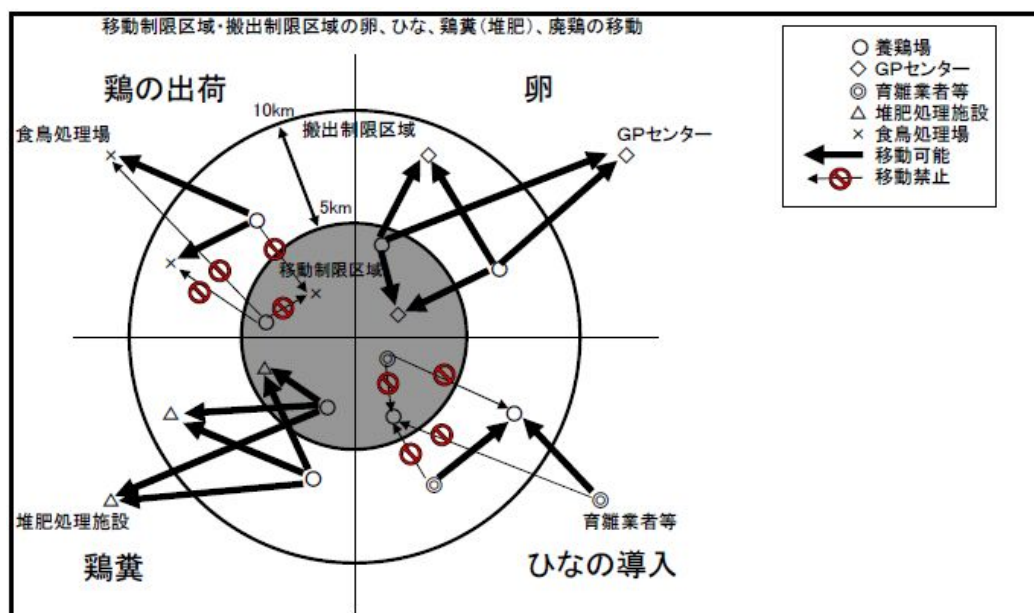 移動制限区域・搬出制限区域の卵、ひな、鶏糞(堆肥)、廃鶏の移動
養鶏場
GPセンター
育雛業者等
堆肥処理施設
食鳥処理場
移動可能
移動禁止
鶏の出荷
卵
食鳥処理場
10km
搬出制限区域
GPセンター
5km
移動制限区域
堆肥処理施設
育雛業者等
鶏糞
ひなの導入